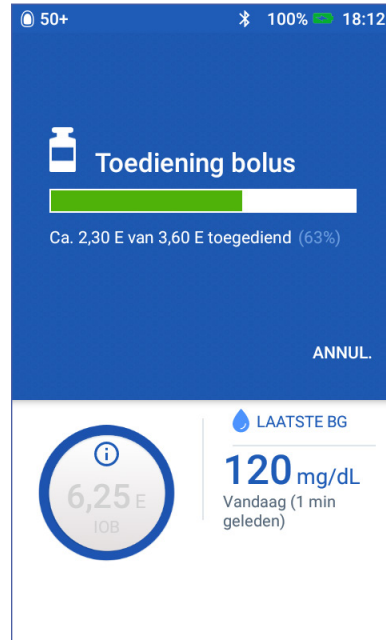 50+ 100% 18:12
Toediening bolus
Ca. 2,30 E van 3,60 E toegediend (63%)
ANNUL.
6,25 E
IOB
LAATSTE BG
120 mg/dL
Vandaag (1 min
geleden)